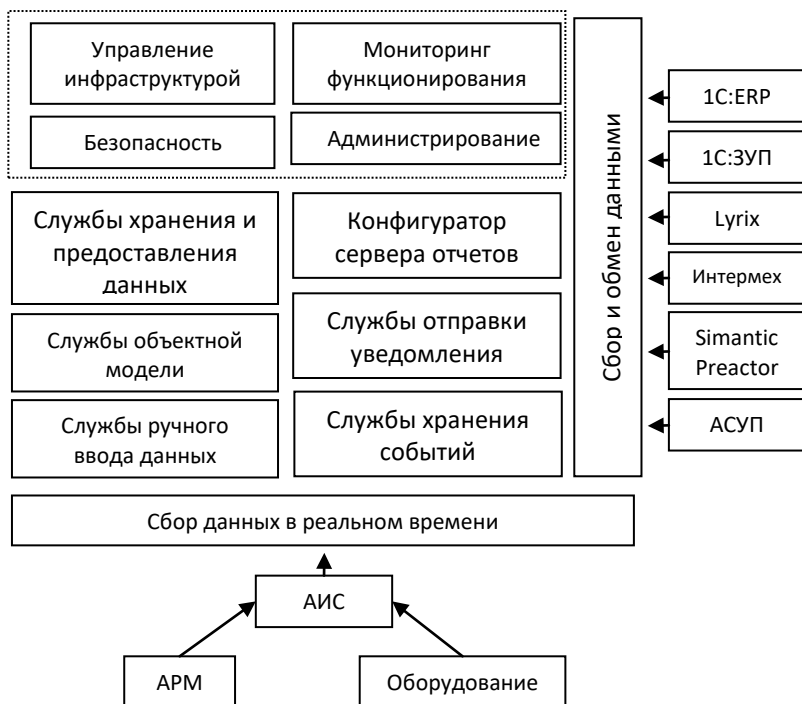 Управление
инфраструктурой
Мониторинг
функционирования
Безопасность
Администрирование
Службы хранения и
предоставления
данных
Конфигуратор
сервера отчетов
Службы объектной
модели
Службы отправки
уведомления
Службы ручного
ввода данных
Службы хранения
событий
Сбор и обмен данными
1С:ERP
1С:ЗУП
Lyrix
Интермех
Simantic
Preactor
АСУП
Сбор данных в реальном времени
АИС
АРМ
Оборудование